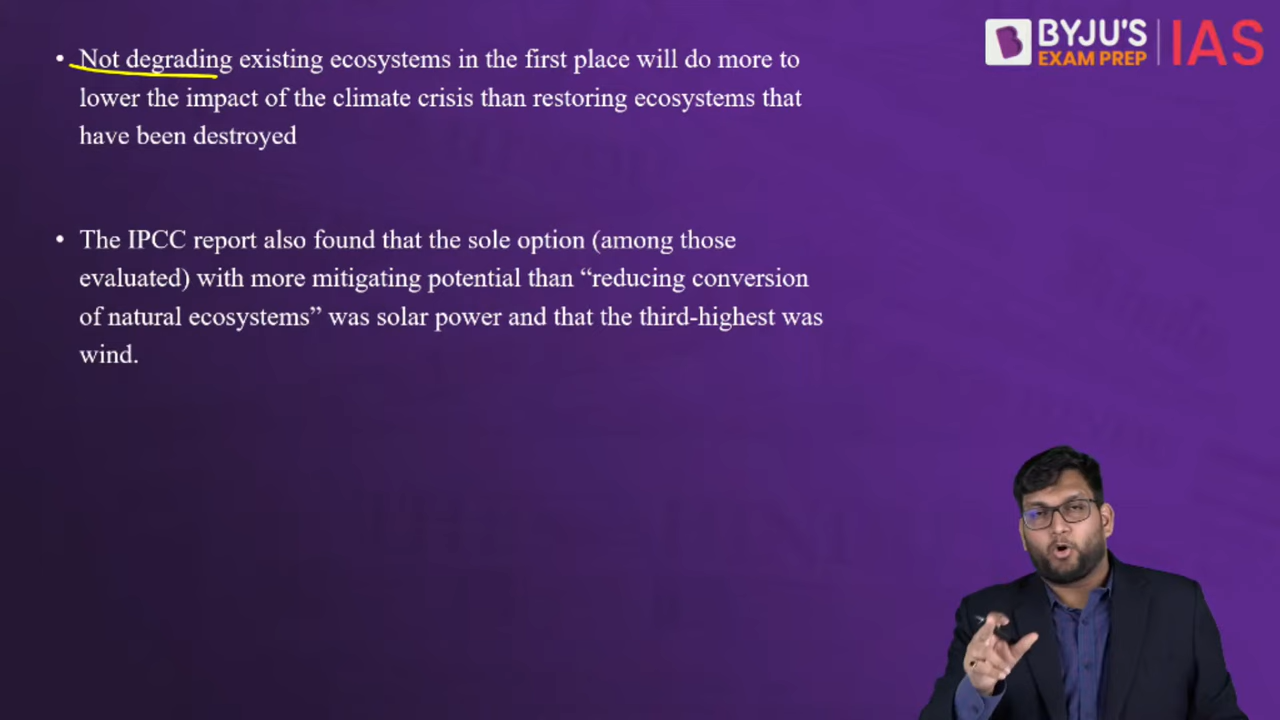 • Not degrading existing ecosystems in the first place will do more to
lower the impact of the climate crisis than restoring ecosystems that
have been destroyed
• The IPCC report also found that the sole option (among those
evaluated) with more mitigating potential than “reducing conversion
of natural ecosystems” was solar power and that the third-highest was
wind.
BYJU'S
EXAM PREP
IAS